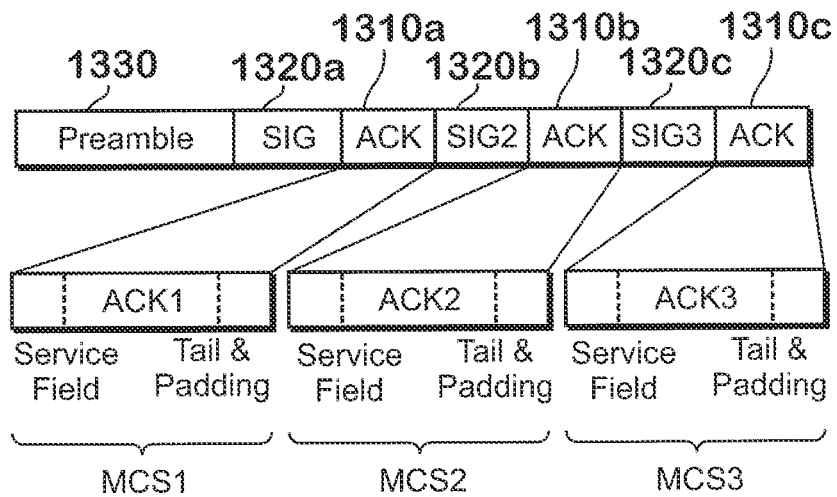 1310a 1310b 1310c
1330 1320a 1320b 1320c
Preamble SIG ACK SIG2 ACK SIG3 ACK
ACK1 ACK2 ACK3
Service Tail & Service Tail & Service Tail &
Field Padding Field Padding Field Padding
MCS1 MCS2 MCS3